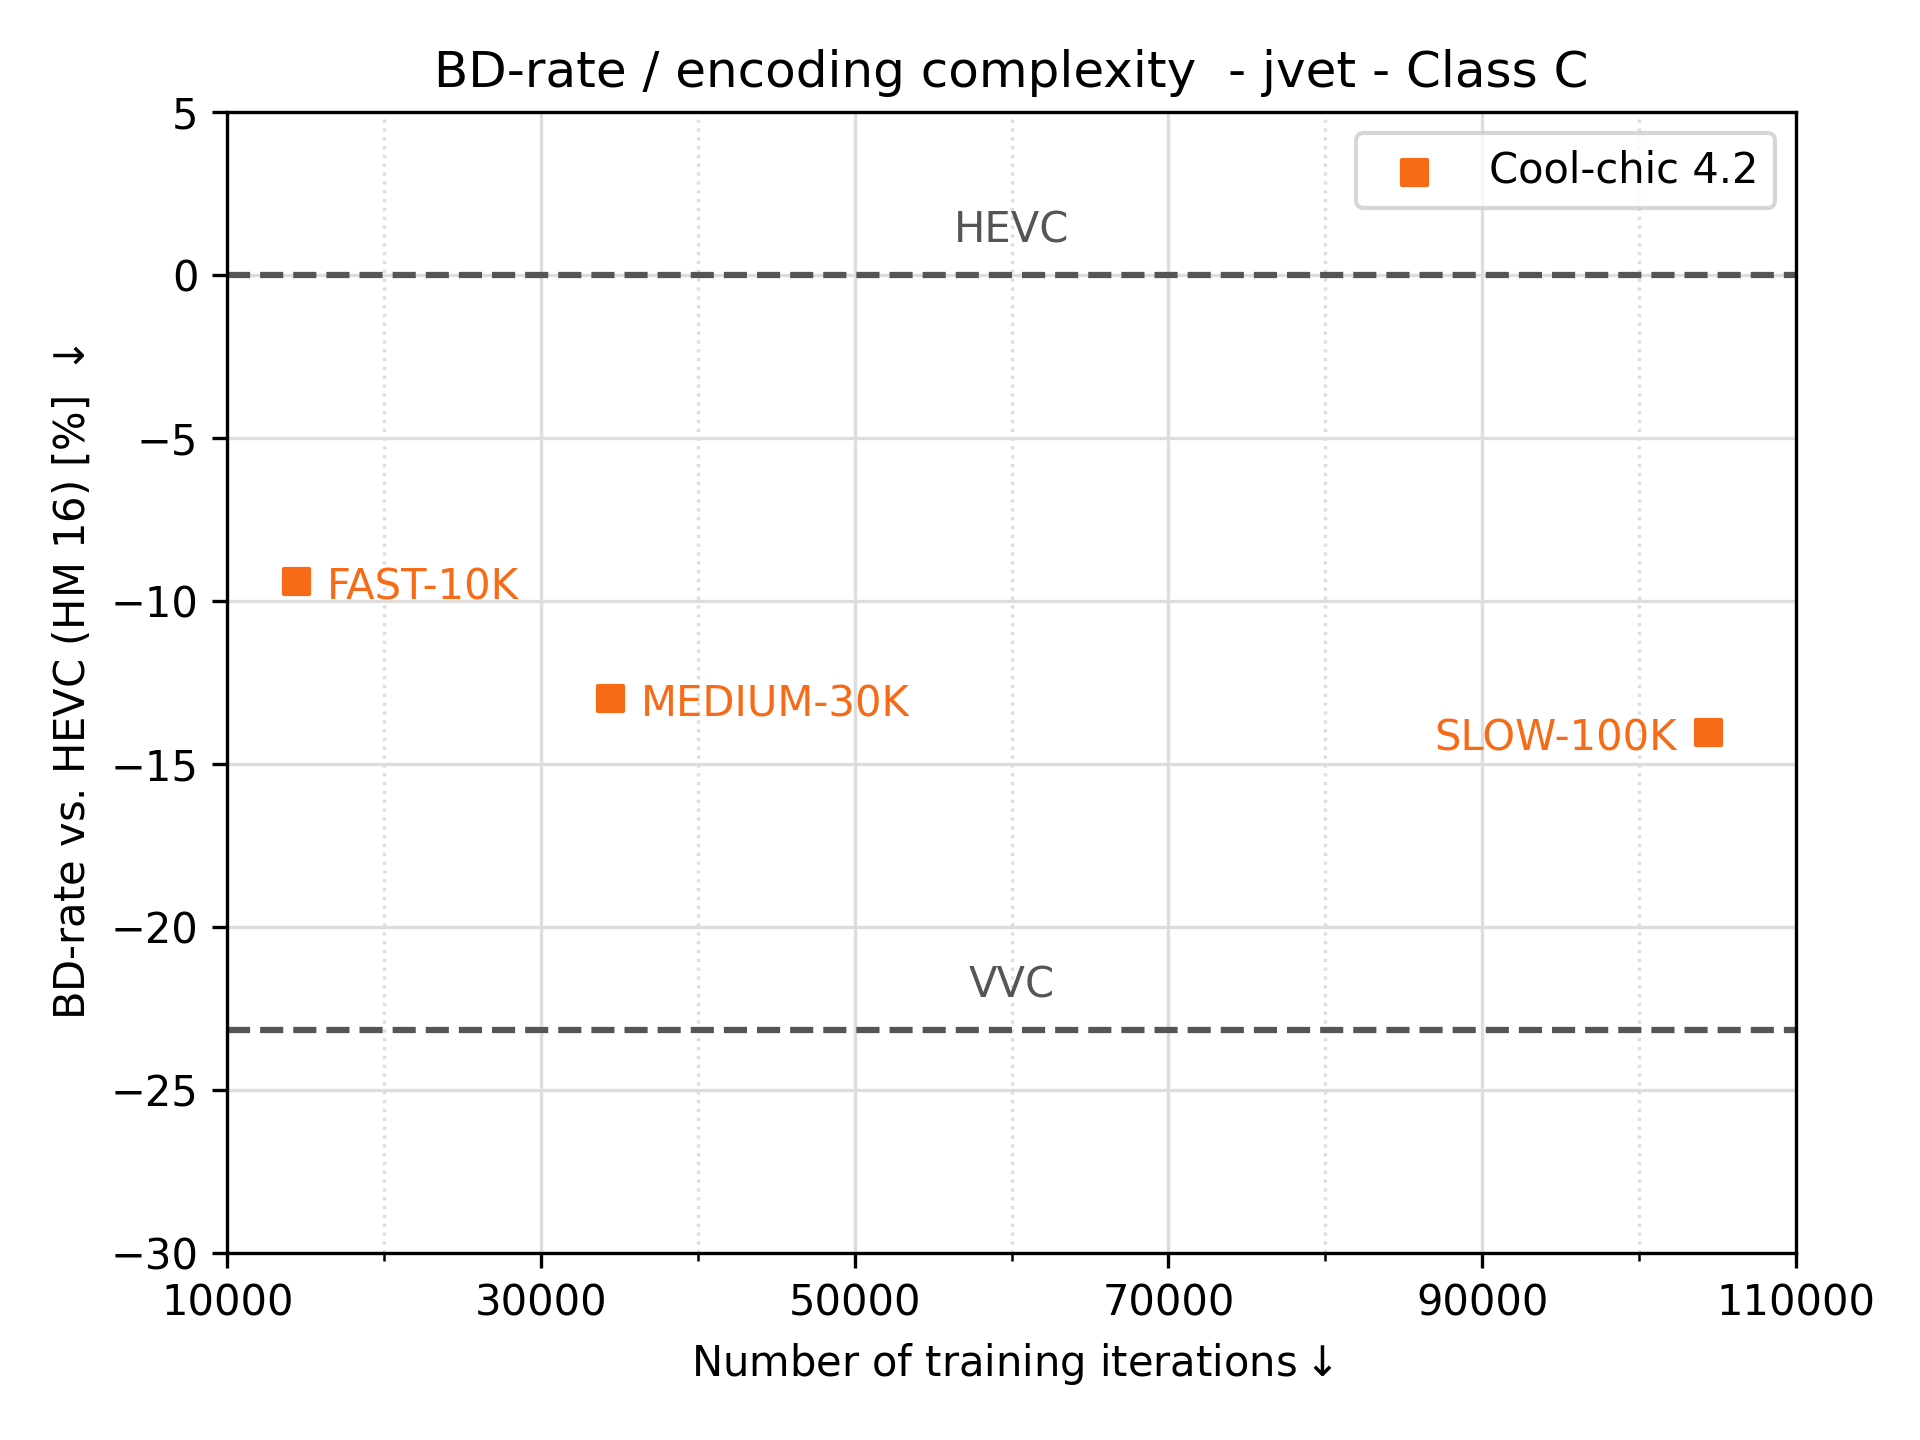 BD-rate / encoding complexity  - jvet - Class C
Cool-chic 4.2
HEVC
FAST-10K
MEDIUM-30K
SLOW-100K
VVC
5
0
−5
−10
−15
−20
−25
−30
BD-rate vs. HEVC (HM 16) [%] ↓
10000 30000 50000 70000 90000 110000
Number of training iterations ↓